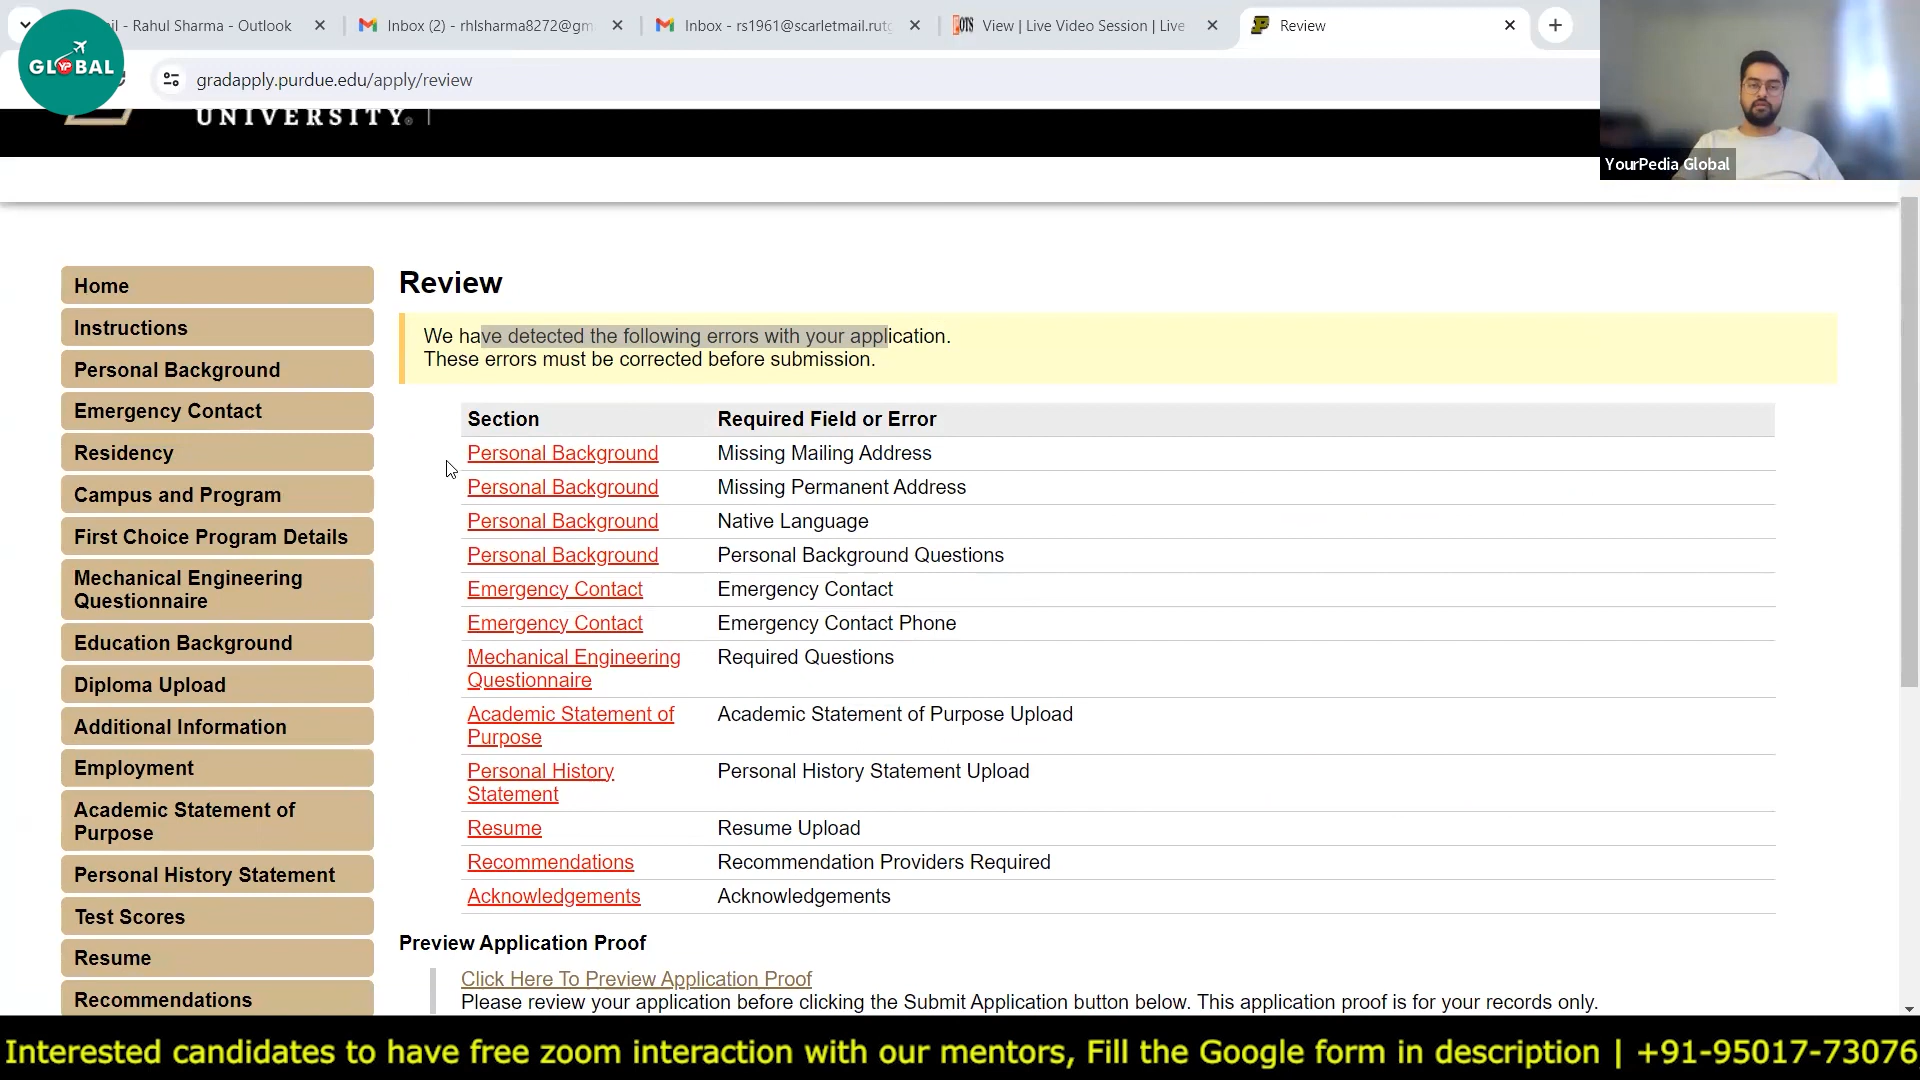 il - Rahul Sharma - Outlook
Inbox (2) - rhlsharma8272@gm
Inbox - rs1961@scarletmail.rutg
View | Live Video Session | Live
Review
GLOBAL
YP
gradapply.purdue.edu/apply/review
UNIVERSITY®
YourPedia Global
Home
Instructions
Personal Background
Emergency Contact
Residency
Campus and Program
First Choice Program Details
Mechanical Engineering
Questionnaire
Education Background
Diploma Upload
Additional Information
Employment
Academic Statement of
Purpose
Personal History Statement
Test Scores
Resume
Recommendations
Review
We have detected the following errors with your application.
These errors must be corrected before submission.
Section Required Field or Error
Personal Background Missing Mailing Address
Personal Background Missing Permanent Address
Personal Background Native Language
Personal Background Personal Background Questions
Emergency Contact Emergency Contact
Emergency Contact Emergency Contact Phone
Mechanical Engineering Required Questions
Questionnaire
Academic Statement of Academic Statement of Purpose Upload
Purpose
Personal History Personal History Statement Upload
Statement
Resume Resume Upload
Recommendations Recommendation Providers Required
Acknowledgements Acknowledgements
Preview Application Proof
Click Here To Preview Application Proof
Please review your application before clicking the Submit Application button below. This application proof is for your records only.
Interested candidates to have free zoom interaction with our mentors, Fill the Google form in description | +91-95017-73076